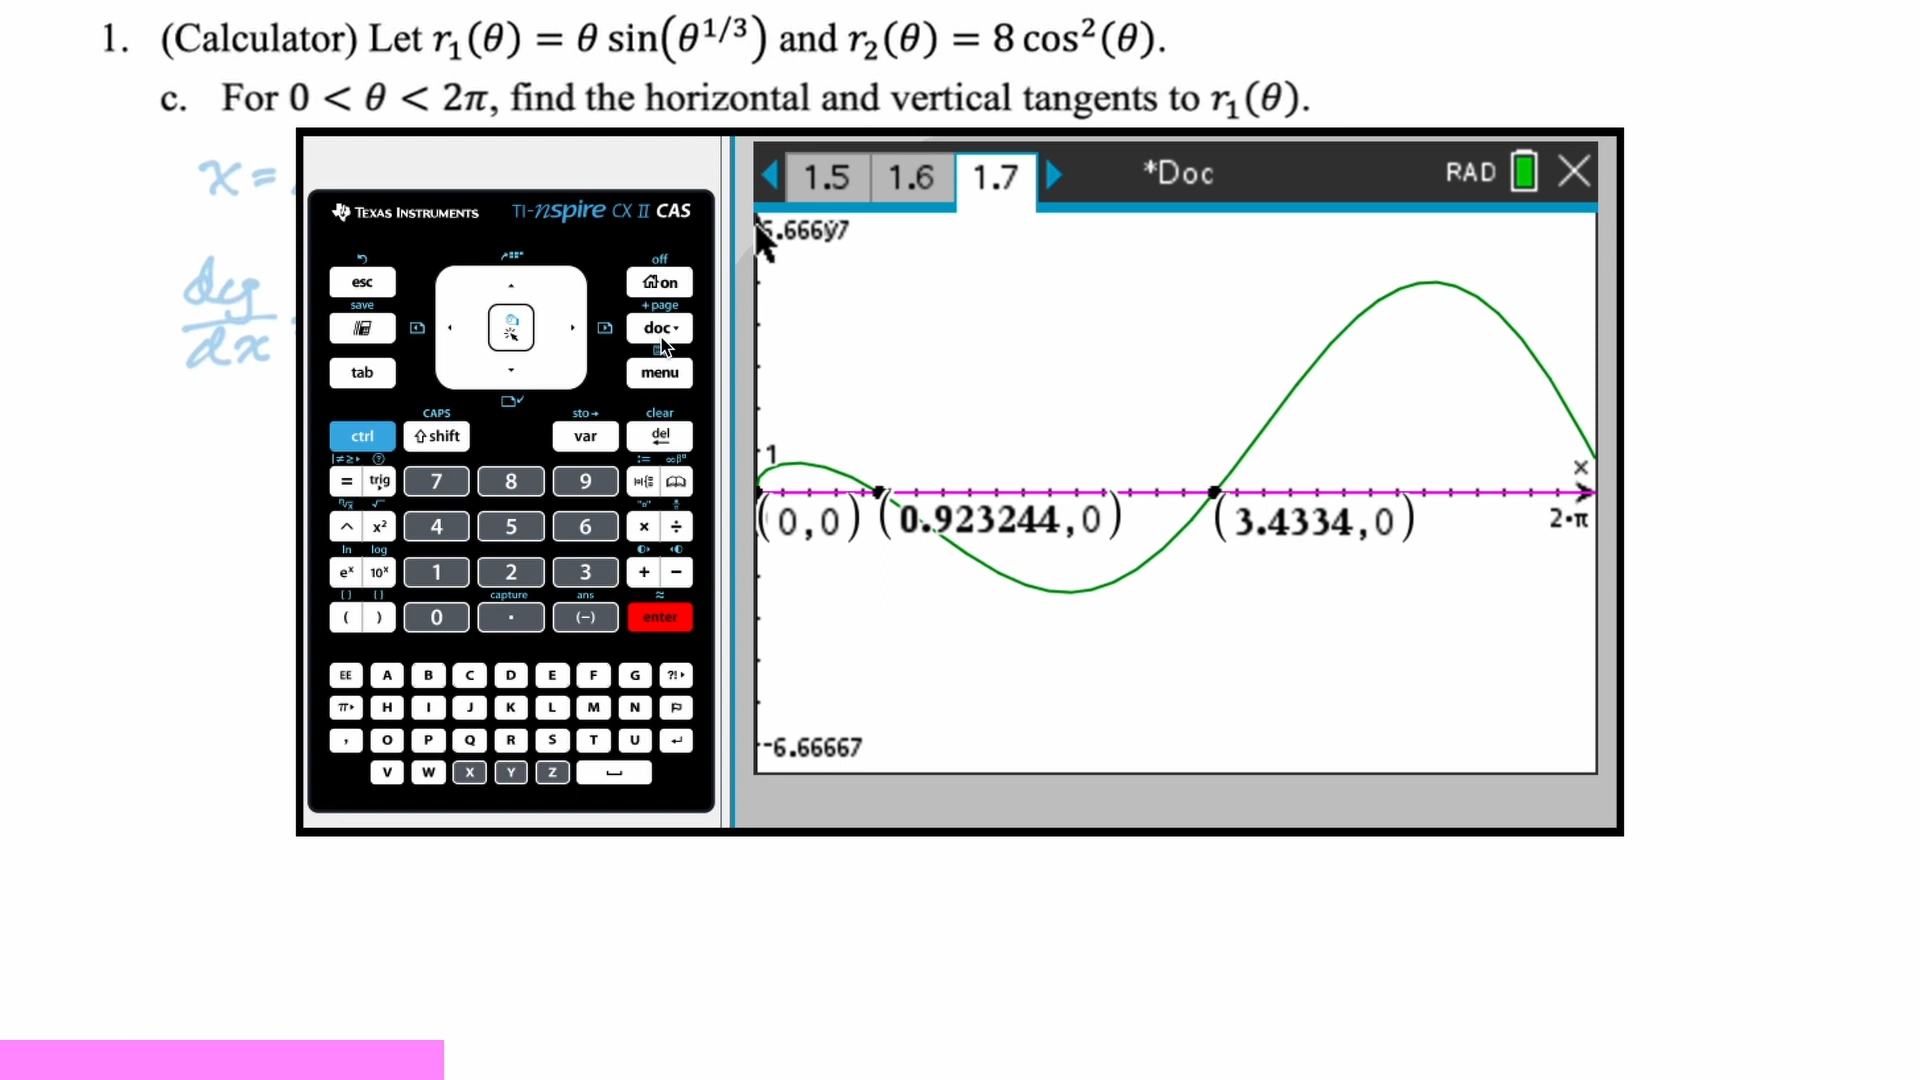 1. (Calculator) Let r₁(θ) = θ sin(θ^1/3) and r₂(θ) = 8 cos²(θ).
c. For 0 < θ < 2π, find the horizontal and vertical tangents to r₁(θ).
x =
dy
dx
TEXAS INSTRUMENTS TI-nspire CX II CAS
off
esc on
save +page
doc
tab menu
CAPS sto→ clear
ctrl shift var del
= trig 7 8 9
^ x² 4 5 6 × ÷
ln log
eˣ 10ˣ 1 2 3 + −
[ ] { } capture ans ≈
( ) 0 . (−) enter
EE A B C D E F G ?!
π H I J K L M N
, O P Q R S T U
V W X Y Z
1.5 1.6 1.7 *Doc RAD
y
1
x
(0,0) (0.923244,0) (3.4334,0)
2·π
-6.66667